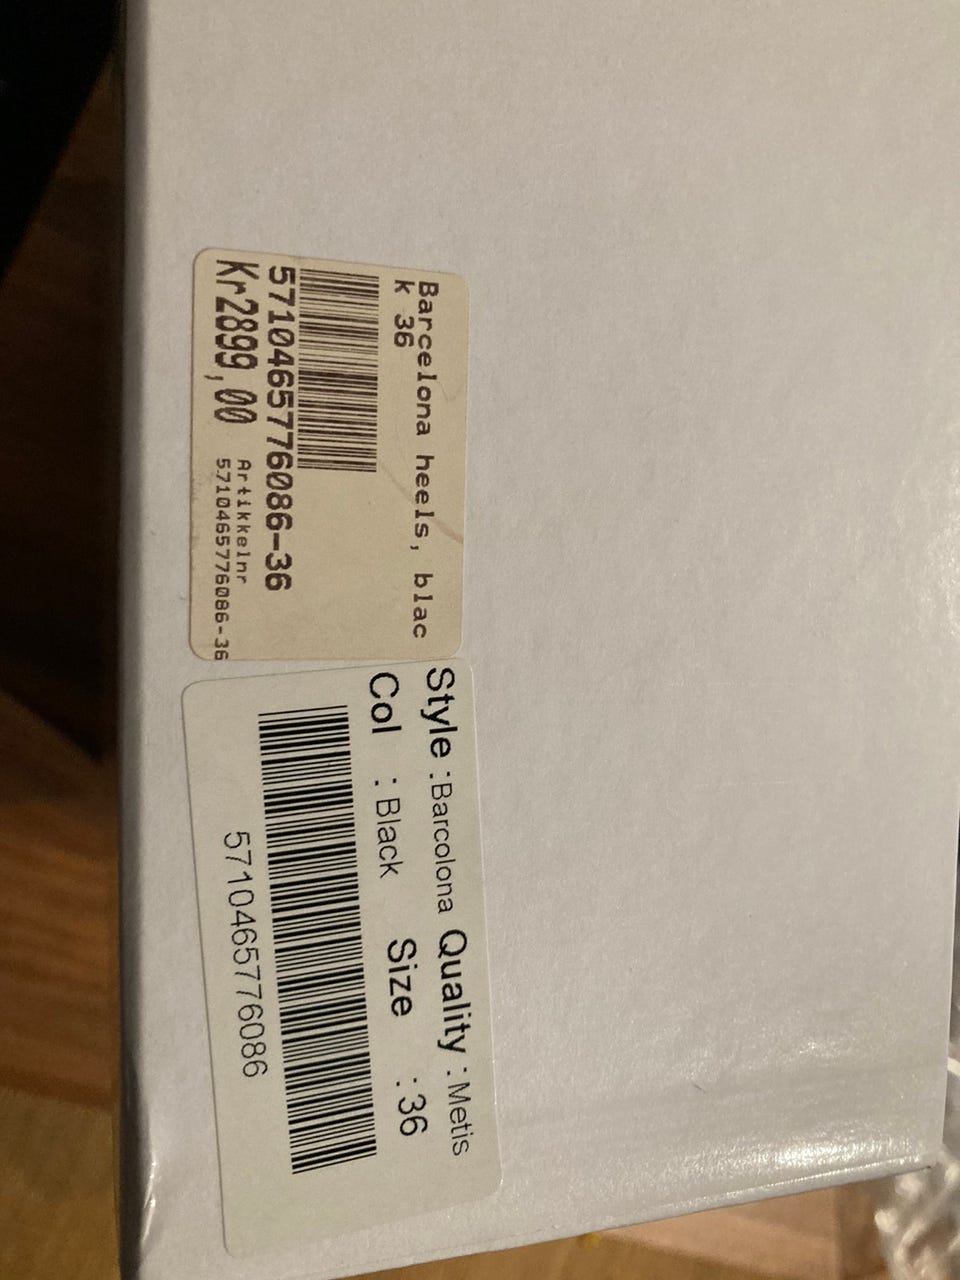 Barcelona heels, blac
k 36
5710465776086-36
Kr2899,00
Artikkelnr
5710465776086-36
Style :Barcolona Quality : Metis
Col : Black Size : 36
5710465776086